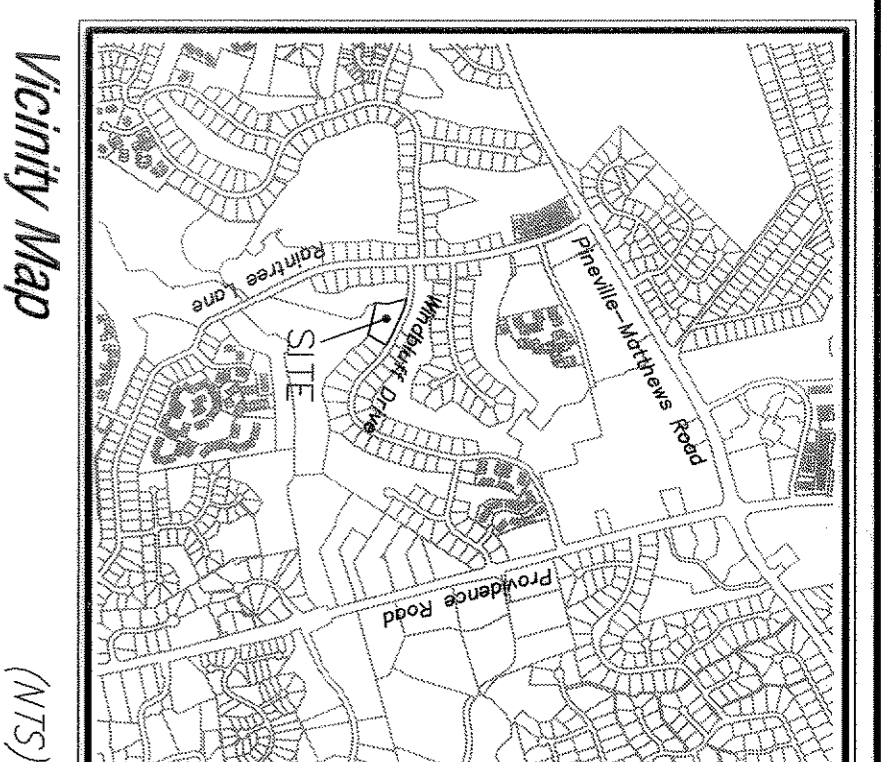 Pineville-Matthews Road
Raintree Lane
Windbluff Drive
SITE
Providence Road
Vicinity Map
(NTS)